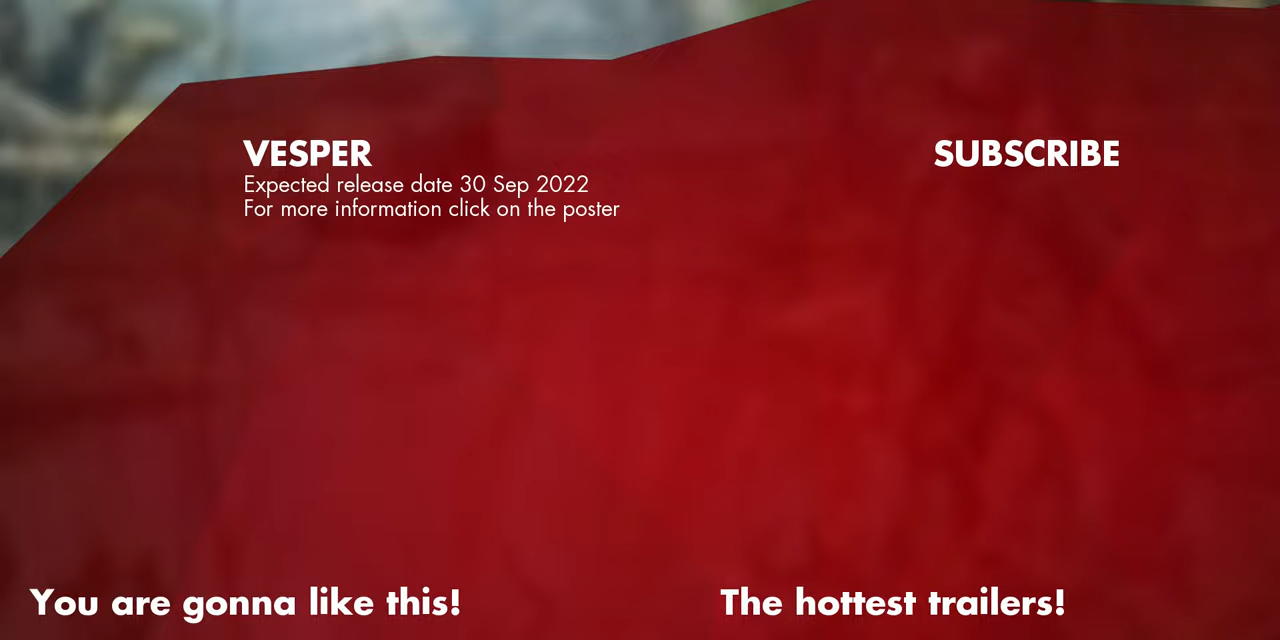 VESPER
Expected release date 30 Sep 2022
For more information click on the poster
SUBSCRIBE
You are gonna like this!
The hottest trailers!